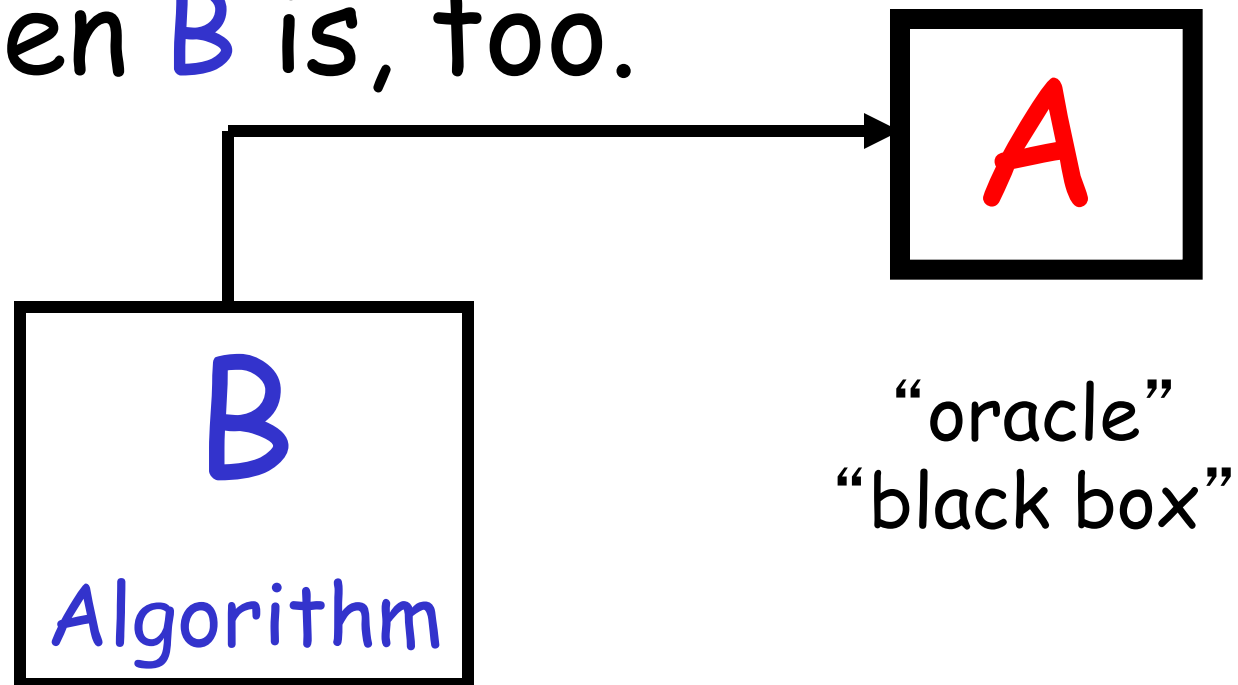 en B is, too.
A
B
“oracle”
“black box”
Algorithm